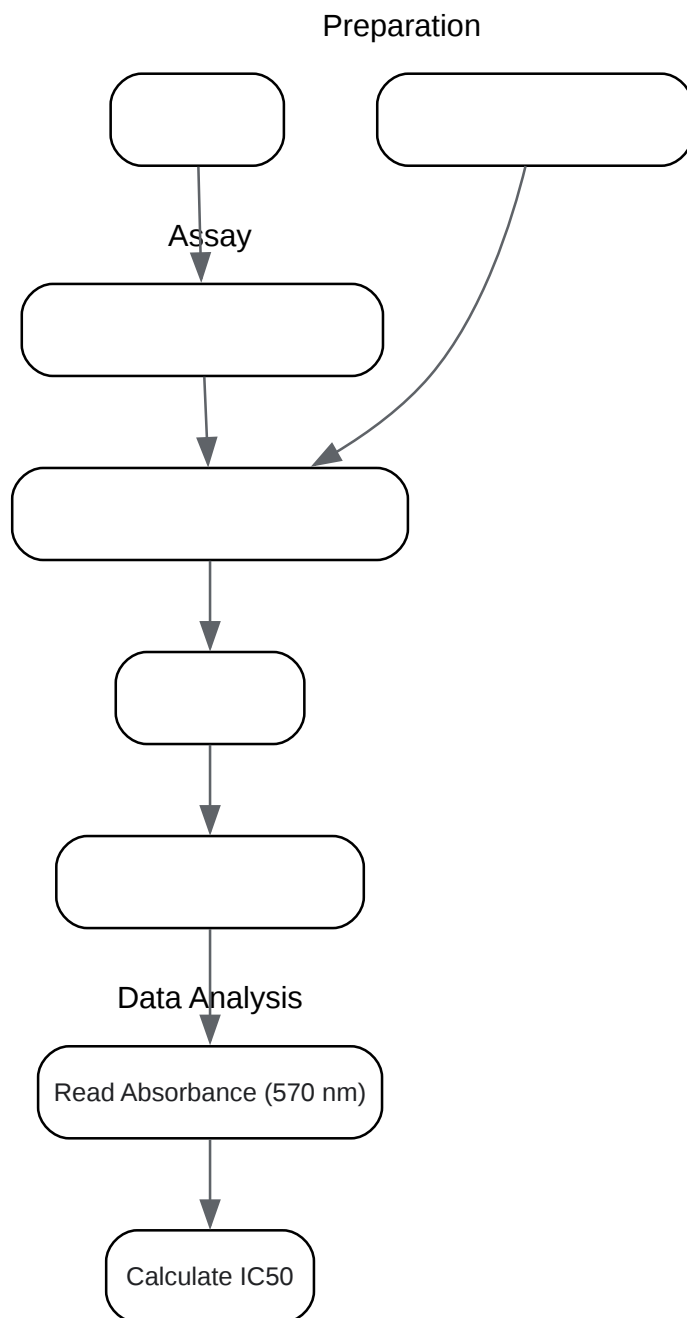 Preparation
Assay
Data Analysis
Read Absorbance (570 nm)
Calculate IC50